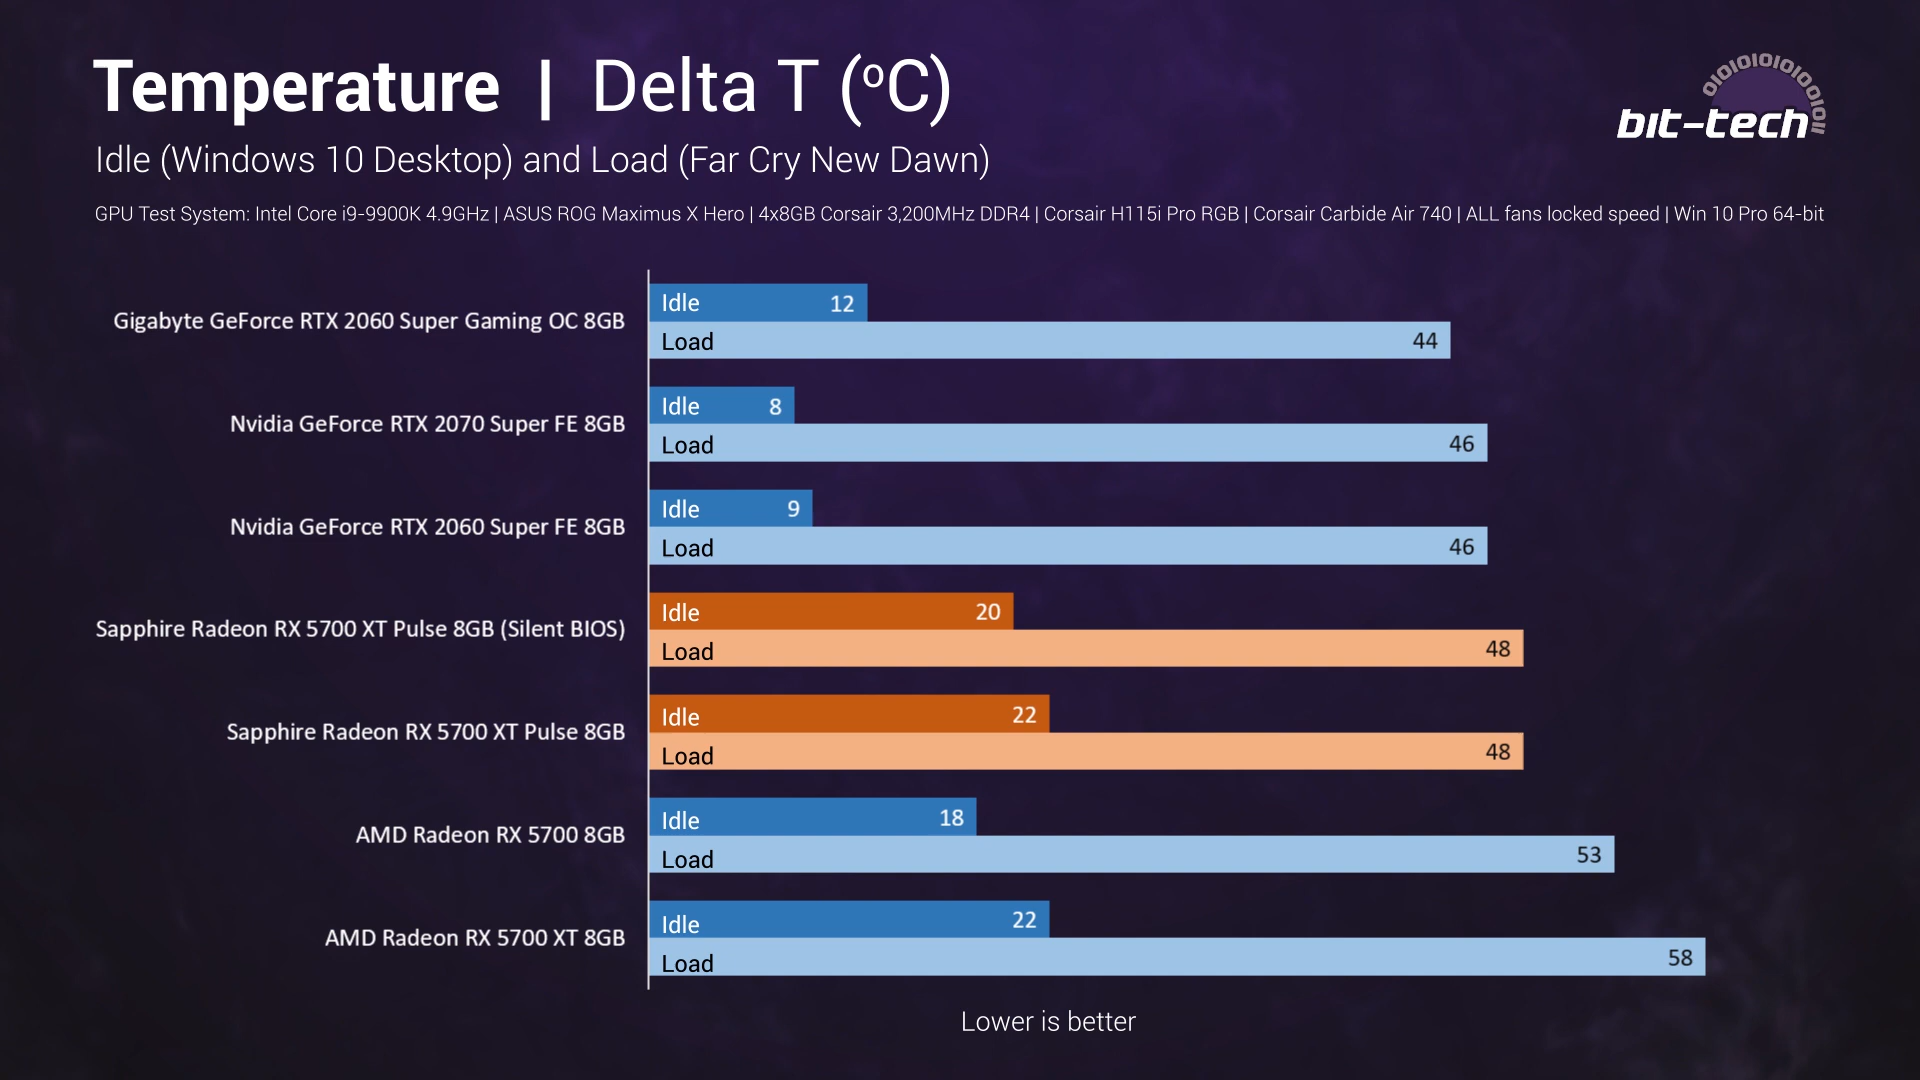 Temperature | Delta T (ºC)
bit-tech
Idle (Windows 10 Desktop) and Load (Far Cry New Dawn)
GPU Test System: Intel Core i9-9900K 4.9GHz | ASUS ROG Maximus X Hero | 4x8GB Corsair 3,200MHz DDR4 | Corsair H115i Pro RGB | Corsair Carbide Air 740 | ALL fans locked speed | Win 10 Pro 64-bit
Gigabyte GeForce RTX 2060 Super Gaming OC 8GB
Idle 12
Load 44
Nvidia GeForce RTX 2070 Super FE 8GB
Idle 8
Load 46
Nvidia GeForce RTX 2060 Super FE 8GB
Idle 9
Load 46
Sapphire Radeon RX 5700 XT Pulse 8GB (Silent BIOS)
Idle 20
Load 48
Sapphire Radeon RX 5700 XT Pulse 8GB
Idle 22
Load 48
AMD Radeon RX 5700 8GB
Idle 18
Load 53
AMD Radeon RX 5700 XT 8GB
Idle 22
Load 58
Lower is better